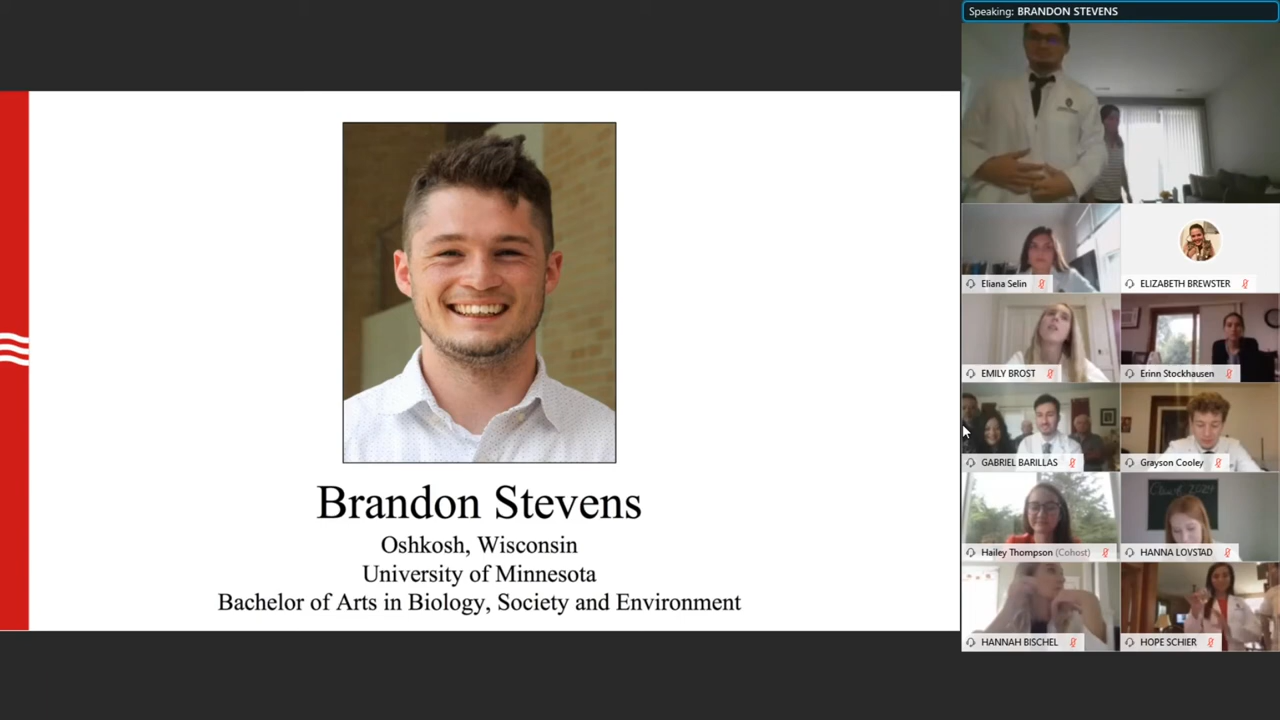 Speaking: BRANDON STEVENS
Brandon Stevens
Oshkosh, Wisconsin
University of Minnesota
Bachelor of Arts in Biology, Society and Environment
Eliana Selin
ELIZABETH BREWSTER
EMILY BROST
Erinn Stockhausen
GABRIEL BARILLAS
Grayson Cooley
Hailey Thompson (Cohort)
HANNA LOVSTAD
HANNAH BISCHEL
HOPE SCHIER